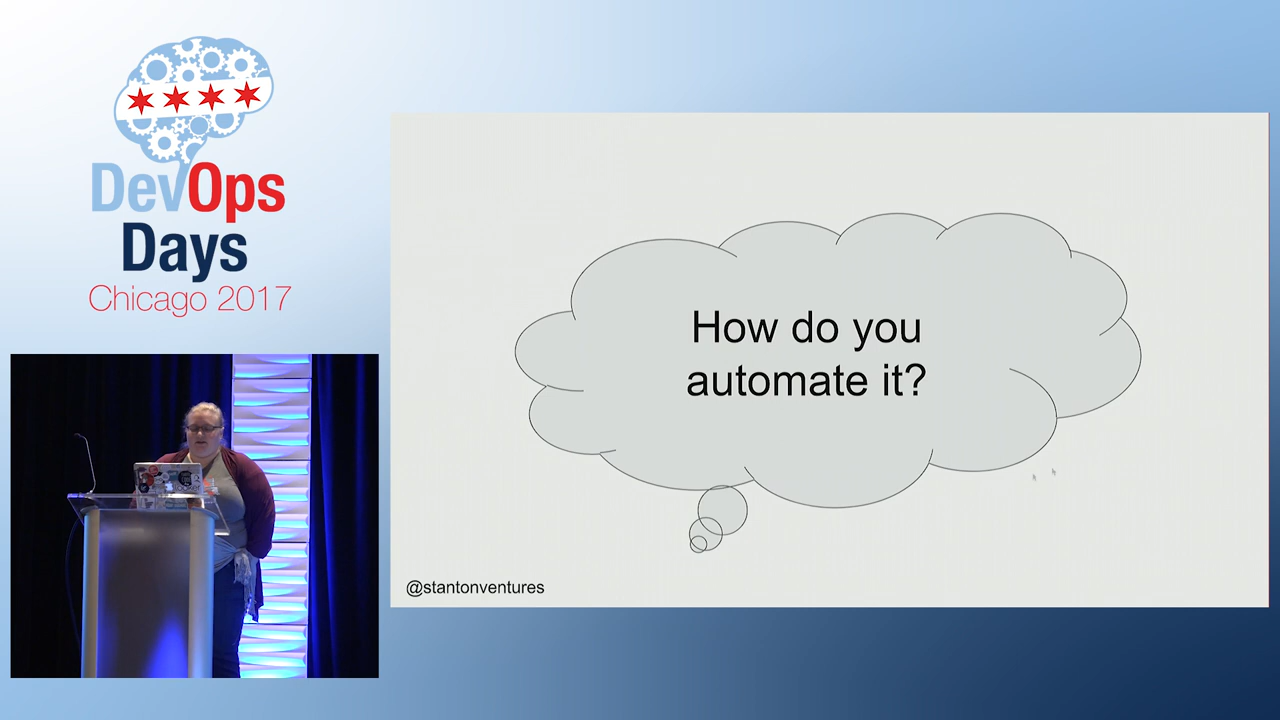 DevOps
Days
Chicago 2017
How do you
automate it?
@stantonventures